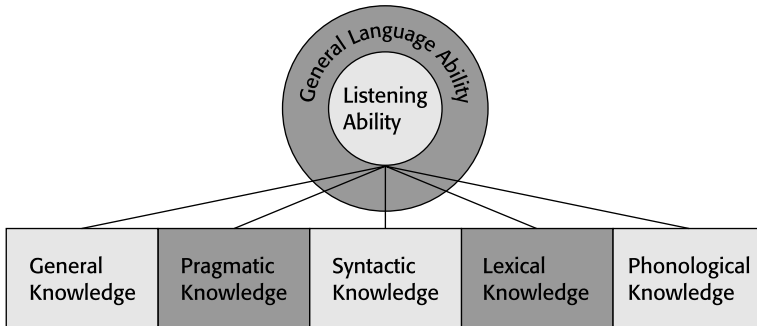 General Language Ability
Listening
Ability
General
Knowledge
Pragmatic
Knowledge
Syntactic
Knowledge
Lexical
Knowledge
Phonological
Knowledge